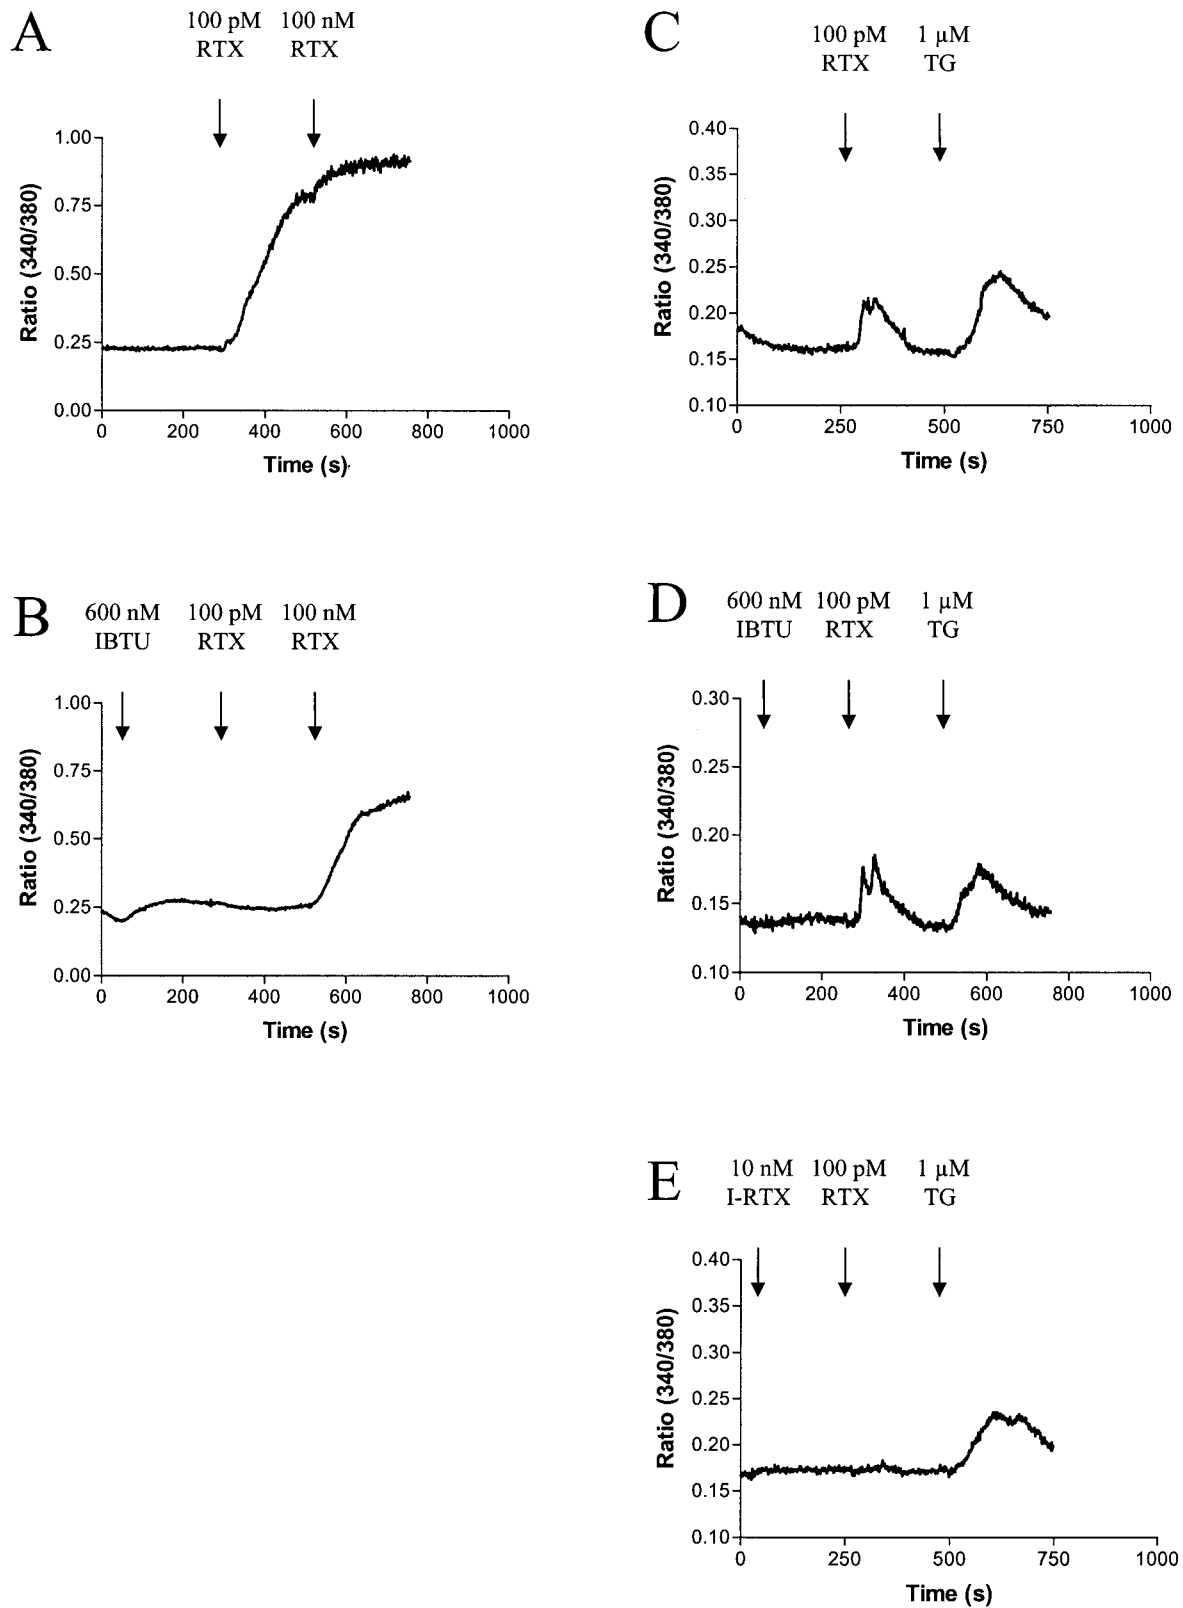 A
100 pM 100 nM
RTX RTX
1.00
0.75
0.50
0.25
0.00
Ratio (340/380)
0 200 400 600 800 1000
Time (s)
B
600 nM 100 pM 100 nM
IBTU RTX RTX
1.00
0.75
0.50
0.25
0.00
Ratio (340/380)
0 200 400 600 800 1000
Time (s)
C
100 pM 1 µM
RTX TG
0.40
0.35
0.30
0.25
0.20
0.15
0.10
Ratio (340/380)
0 250 500 750 1000
Time (s)
D
600 nM 100 pM 1 µM
IBTU RTX TG
0.30
0.25
0.20
0.15
0.10
Ratio (340/380)
0 200 400 600 800 1000
Time (s)
E
10 nM 100 pM 1 µM
I-RTX RTX TG
0.40
0.35
0.30
0.25
0.20
0.15
0.10
Ratio (340/380)
0 250 500 750 1000
Time (s)